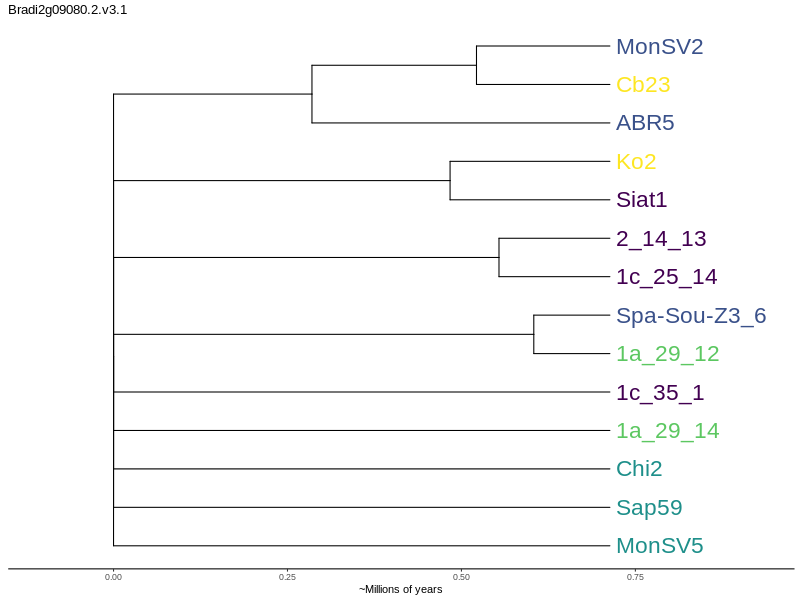 Bradi2g09080.2.v3.1
MonSV2
Cb23
ABR5
Ko2
Siat1
2_14_13
1c_25_14
Spa-Sou-Z3_6
1a_29_12
1c_35_1
1a_29_14
Chi2
Sap59
MonSV5
0.00 0.25 0.50 0.75
~Millions of years